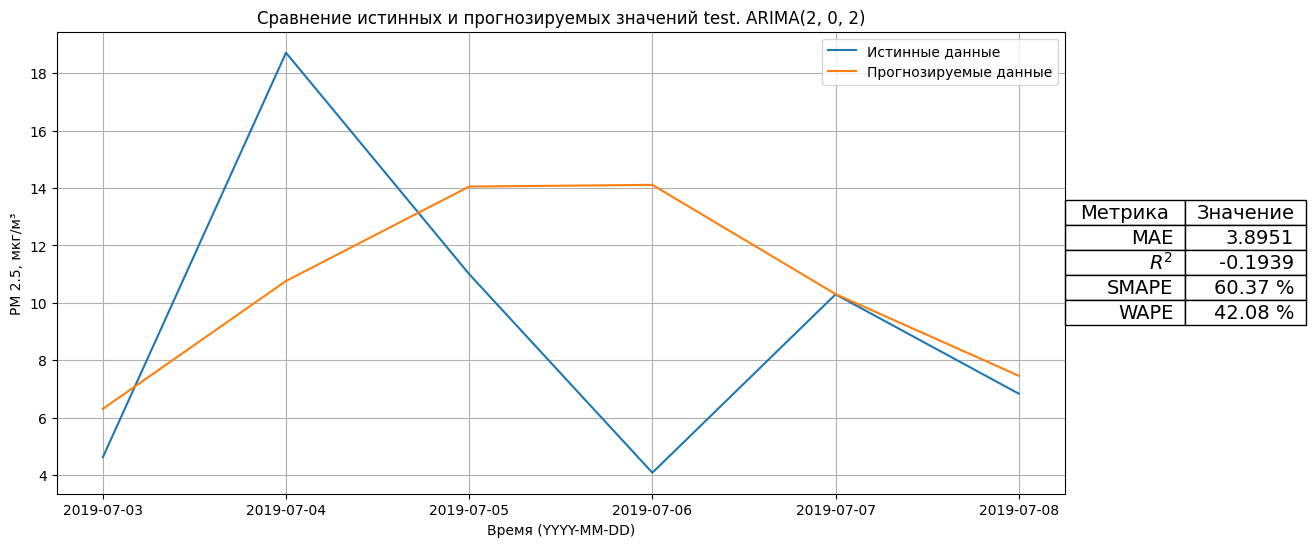 Сравнение истинных и прогнозируемых значений test. ARIMA(2, 0, 2)
Истинные данные
Прогнозируемые данные
18
16
14
12
10
8
6
4
PM 2.5, мкг/м³
2019-07-03 2019-07-04 2019-07-05 2019-07-06 2019-07-07 2019-07-08
Время (YYYY-MM-DD)
Метрика Значение
MAE 3.8951
R² -0.1939
SMAPE 60.37 %
WAPE 42.08 %